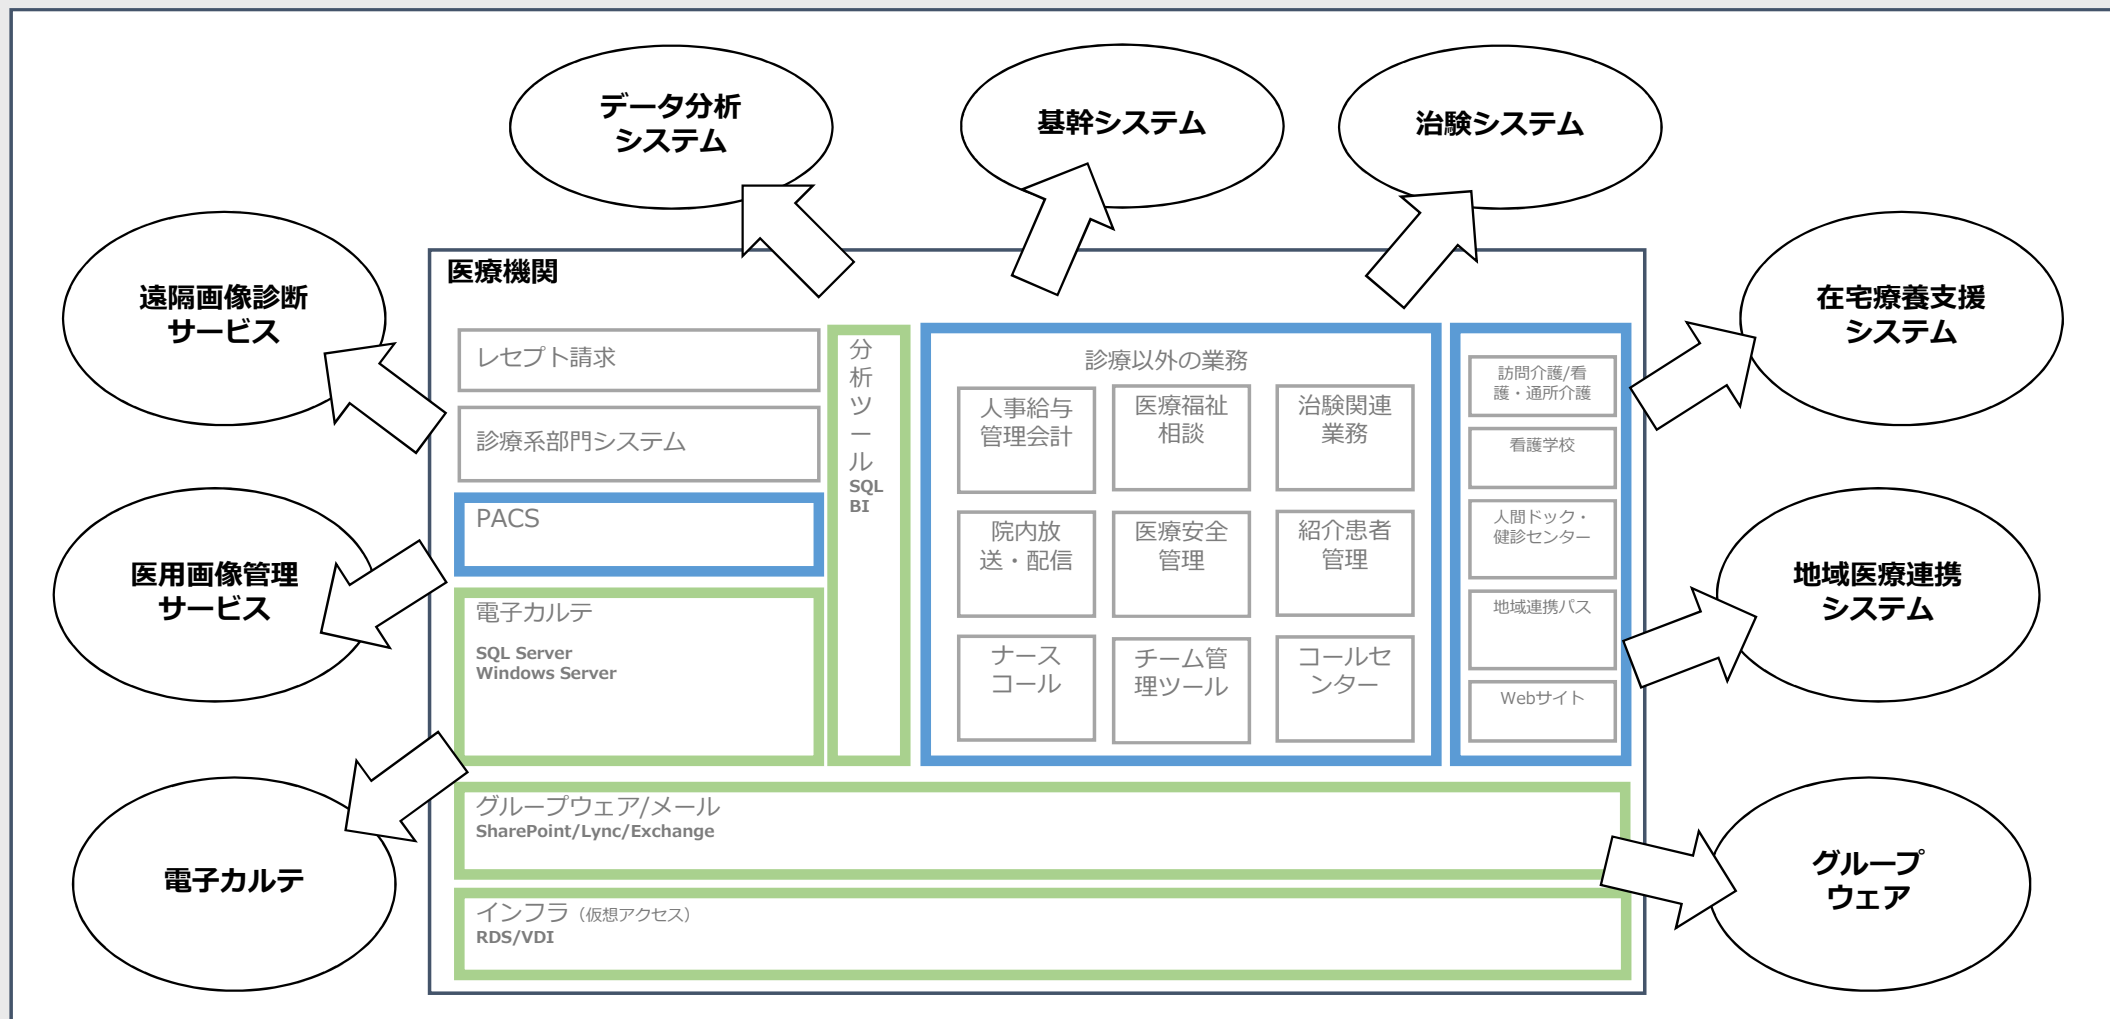 データ分析
システム
基幹システム
治験システム
遠隔画像診断
サービス
医用画像管理
サービス
電子カルテ
医療機関
レセプト請求
診療系部門システム
PACS
電子カルテ
SQL Server
Windows Server
分
析
ツ
ー
ル
SQL
BI
診療以外の業務
人事給与
管理会計
医療福祉
相談
治験関連
業務
院内放
送・配信
医療安全
管理
紹介患者
管理
ナース
コール
チーム管
理ツール
コールセ
ンター
訪問介護/看
護・通所介護
看護学校
人間ドック・
健診センター
地域連携パス
Webサイト
グループウェア/メール
SharePoint/Lync/Exchange
インフラ（仮想アクセス）
RDS/VDI
在宅療養支援
システム
地域医療連携
システム
グループ
ウェア